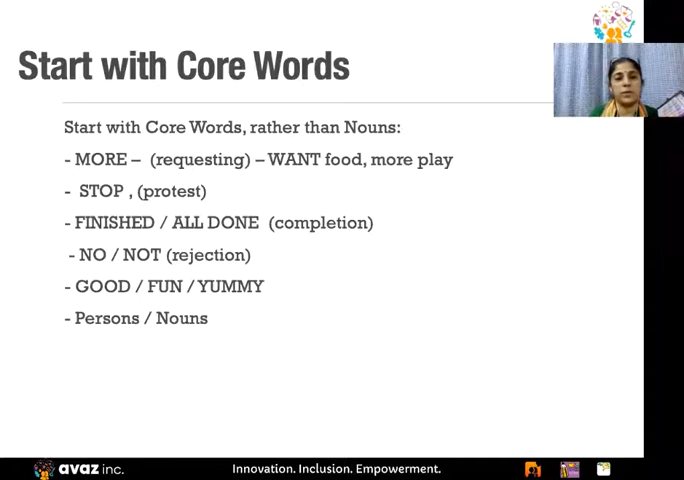 Start with Core Words
Start with Core Words, rather than Nouns:
- MORE – (requesting) – WANT food, more play
- STOP , (protest)
- FINISHED / ALL DONE (completion)
- NO / NOT (rejection)
- GOOD / FUN / YUMMY
- Persons / Nouns
avaz inc.
Innovation. Inclusion. Empowerment.